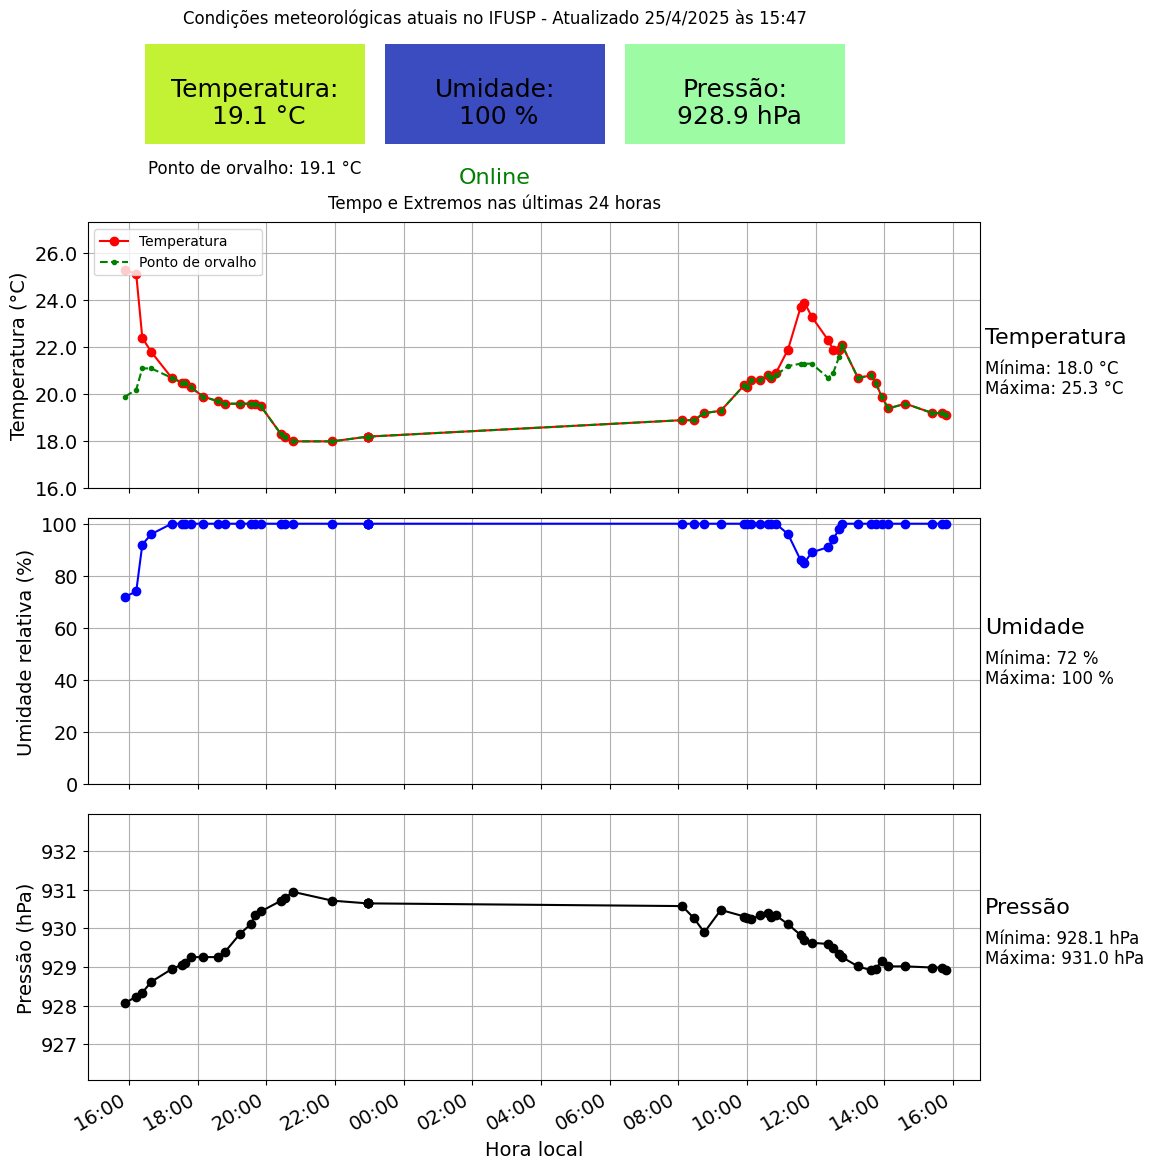 Condições meteorológicas atuais no IFUSP - Atualizado 25/4/2025 às 15:47
Temperatura:
19.1 °C
Umidade:
100 %
Pressão:
928.9 hPa
Ponto de orvalho: 19.1 °C
Online
Tempo e Extremos nas últimas 24 horas
Temperatura
Ponto de orvalho
Temperatura (°C)
26.0
24.0
22.0
20.0
18.0
16.0
Temperatura
Mínima: 18.0 °C
Máxima: 25.3 °C
Umidade relativa (%)
100
80
60
40
20
0
Umidade
Mínima: 72 %
Máxima: 100 %
Pressão (hPa)
932
931
930
929
928
927
Pressão
Mínima: 928.1 hPa
Máxima: 931.0 hPa
16:00 18:00 20:00 22:00 00:00 02:00 04:00 06:00 08:00 10:00 12:00 14:00 16:00
Hora local